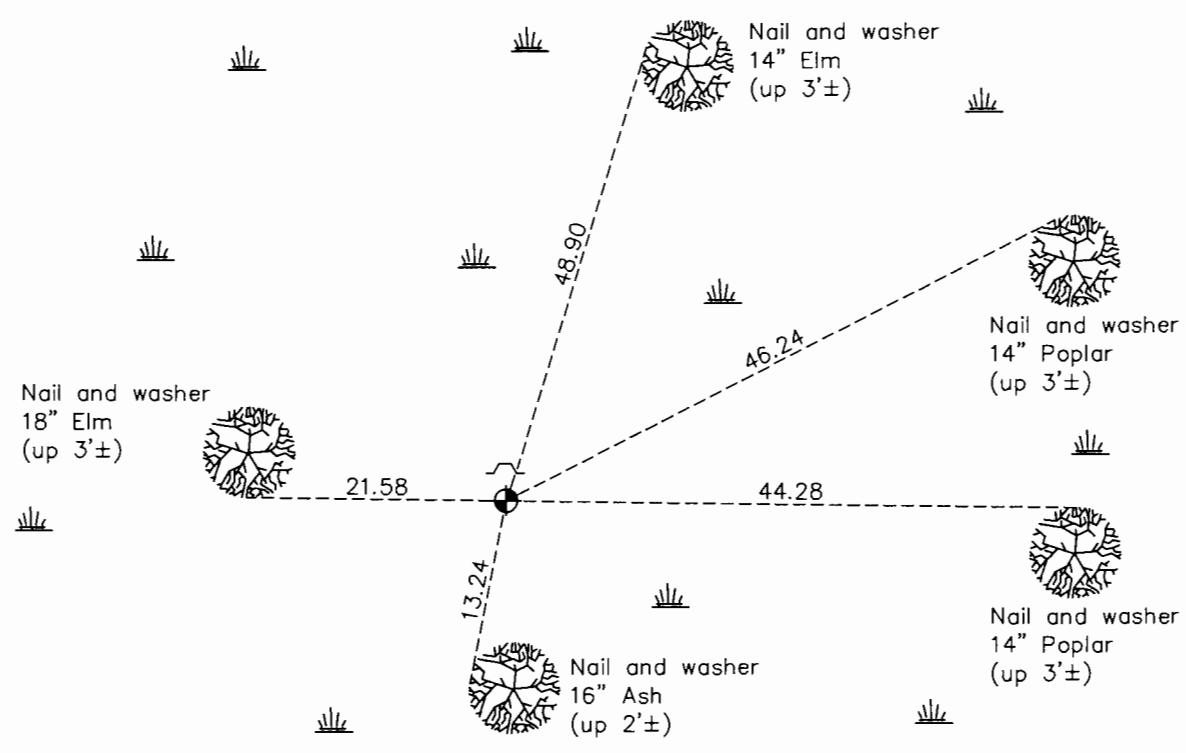 Nail and washer
14” Elm
(up 3'±)
48.90
46.24
Nail and washer
14” Poplar
(up 3'±)
Nail and washer
18” Elm
(up 3'±)
21.58
44.28
13.24
Nail and washer
14” Poplar
(up 3'±)
Nail and washer
16” Ash
(up 2'±)